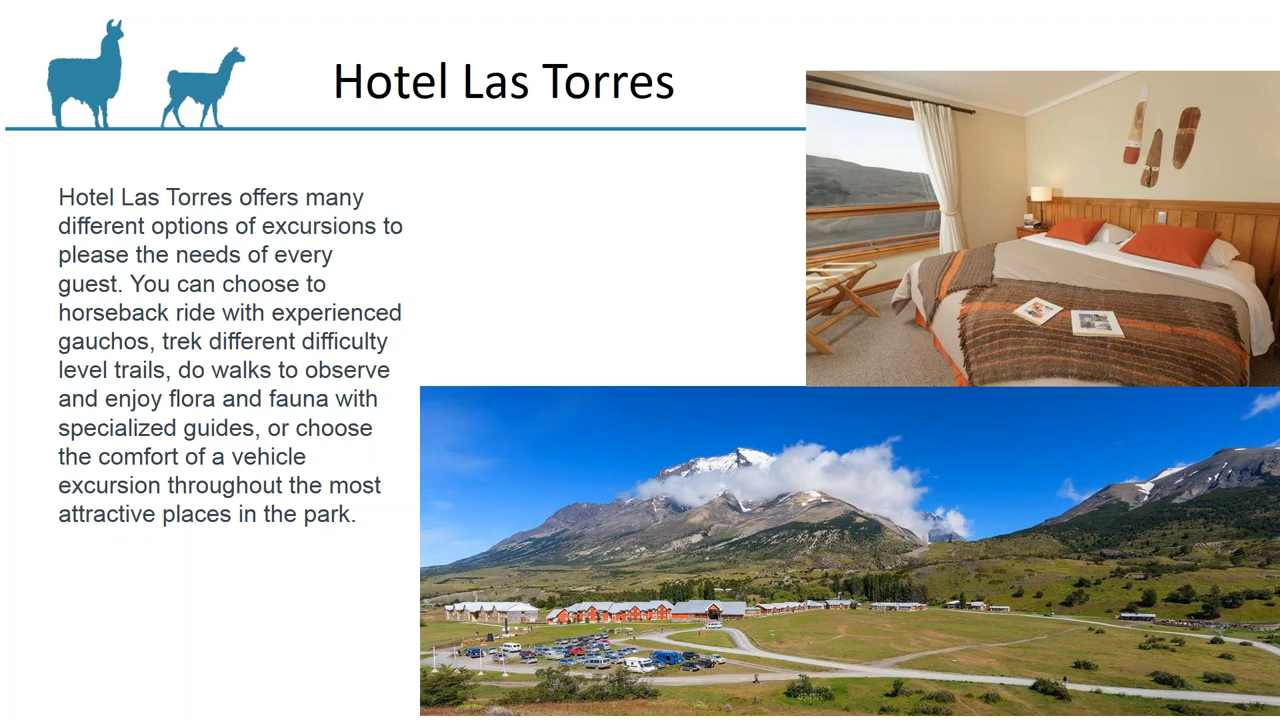 Hotel Las Torres
Hotel Las Torres offers many
different options of excursions to
please the needs of every
guest. You can choose to
horseback ride with experienced
gauchos, trek different difficulty
level trails, do walks to observe
and enjoy flora and fauna with
specialized guides, or choose
the comfort of a vehicle
excursion throughout the most
attractive places in the park.